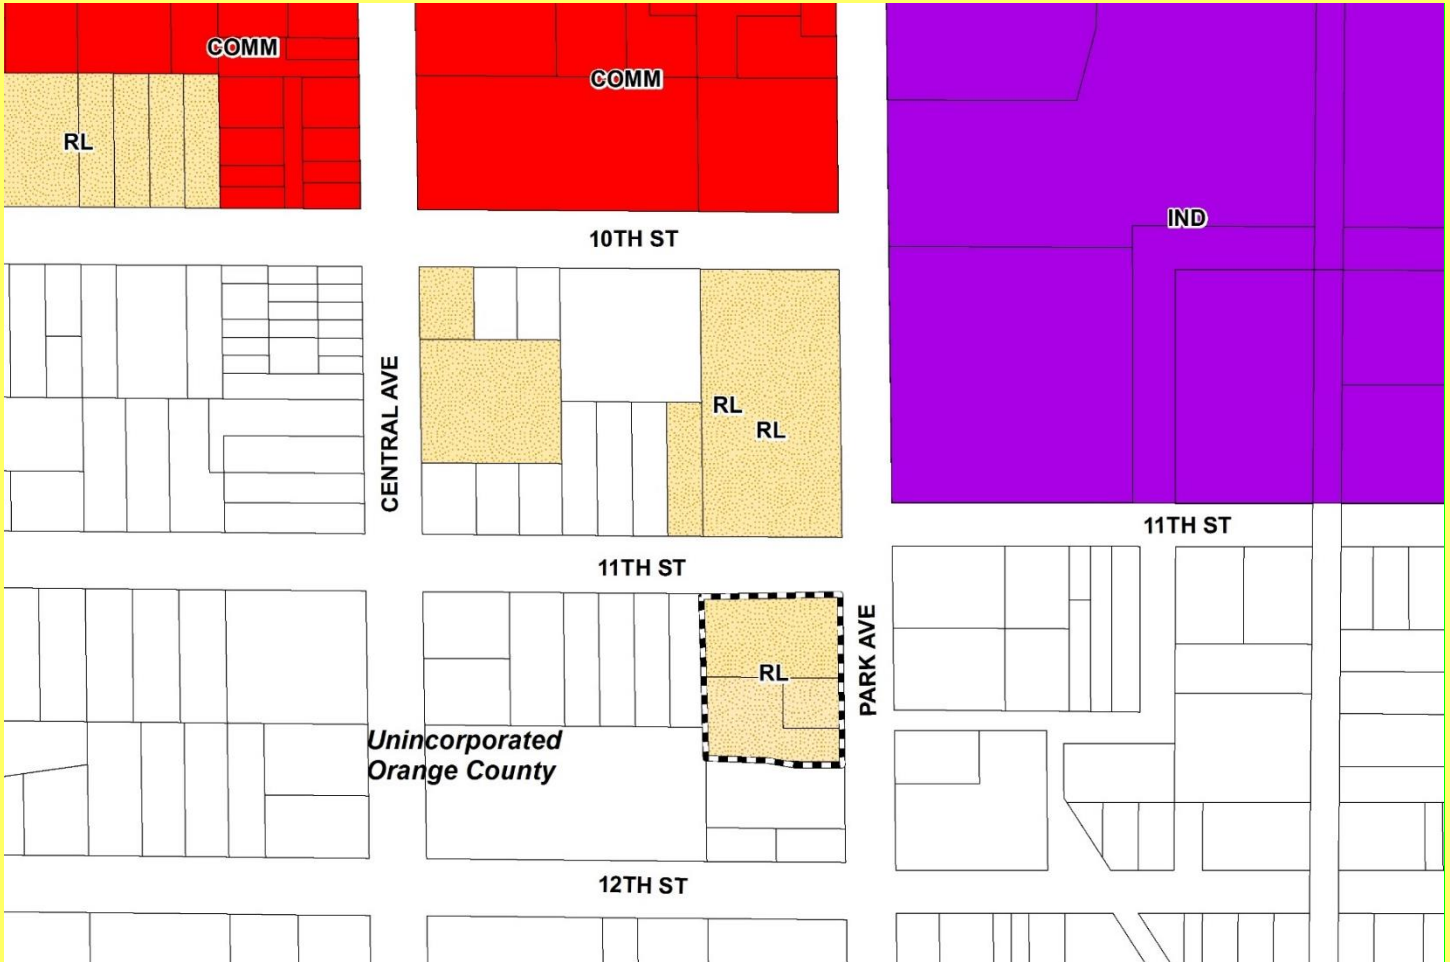 COMM
COMM
RL
IND
10TH ST
CENTRAL AVE
RL
RL
11TH ST
11TH ST
PARK AVE
RL
Unincorporated
Orange County
12TH ST